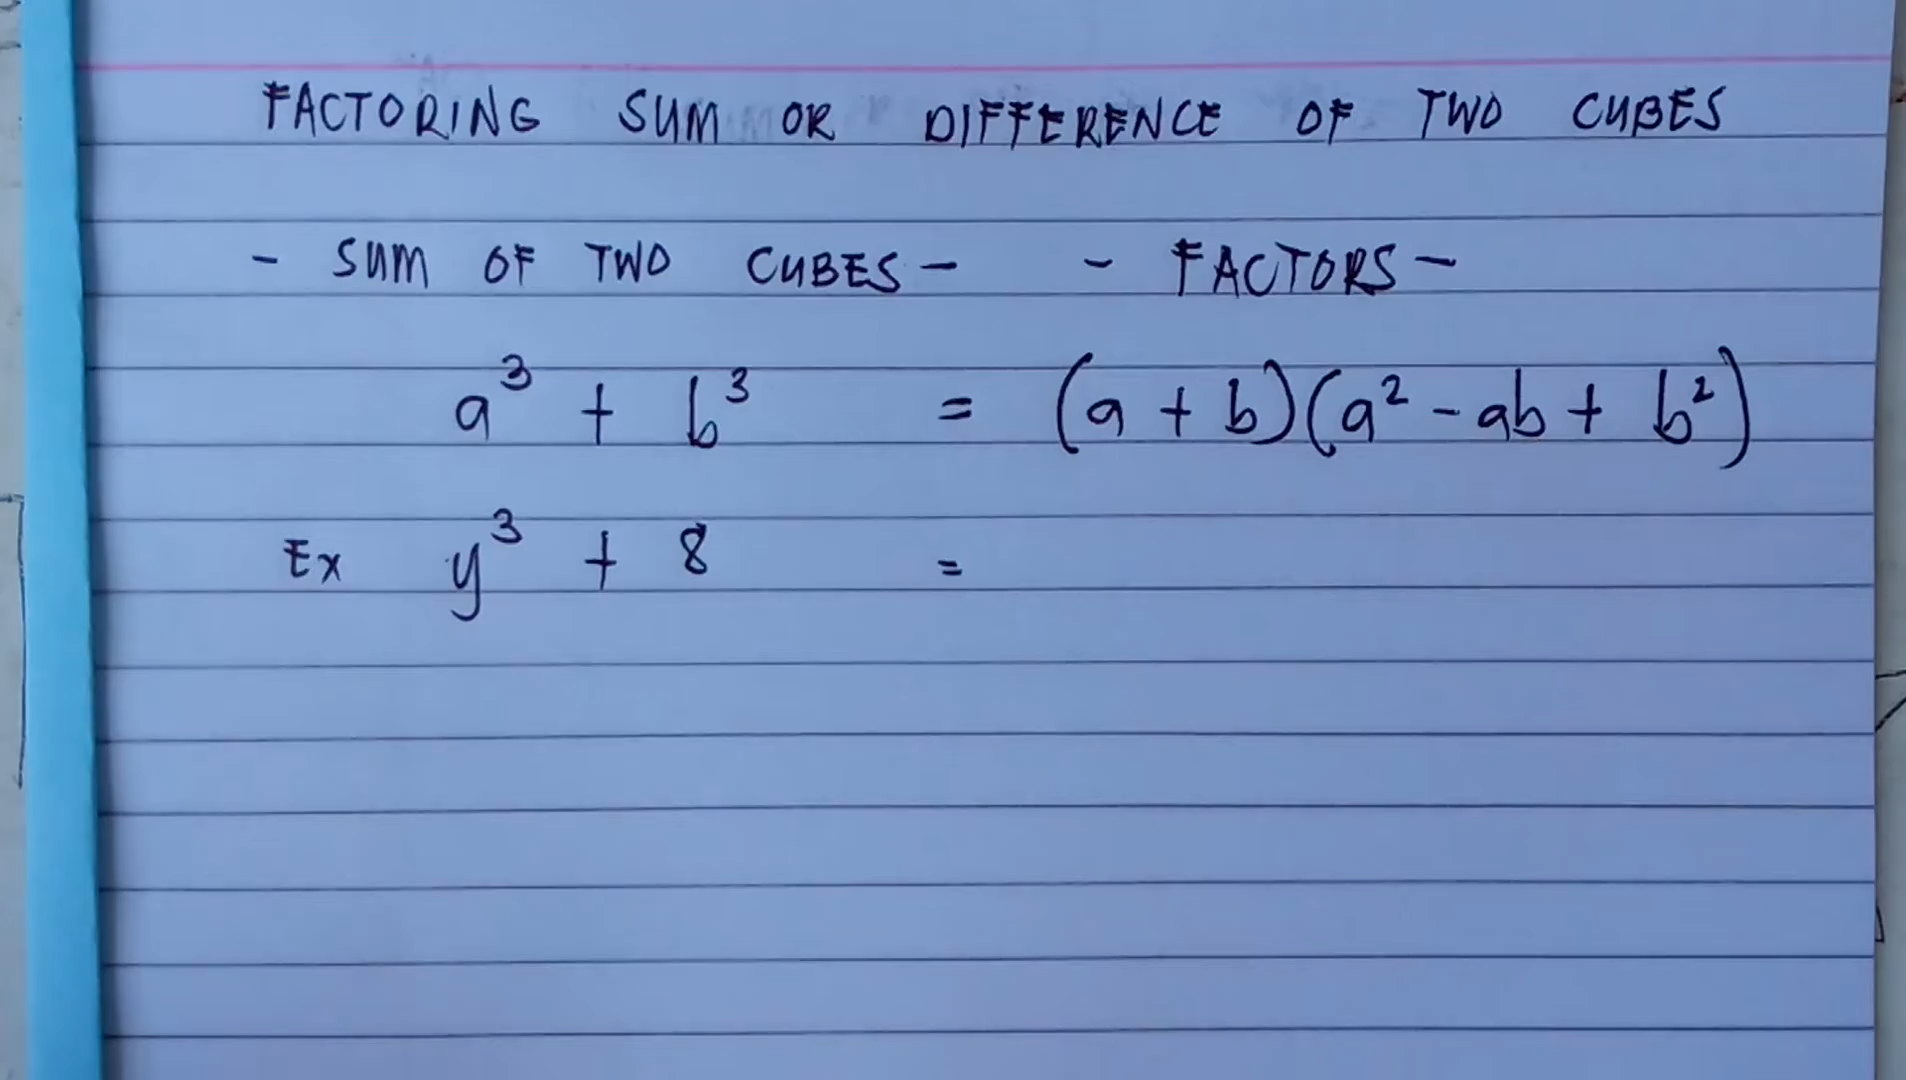 FACTORING SUM OR DIFFERENCE OF TWO CUBES
- SUM OF TWO CUBES - - FACTORS -
a³ + b³ = (a + b)(a² - ab + b²)
Ex y³ + 8 =